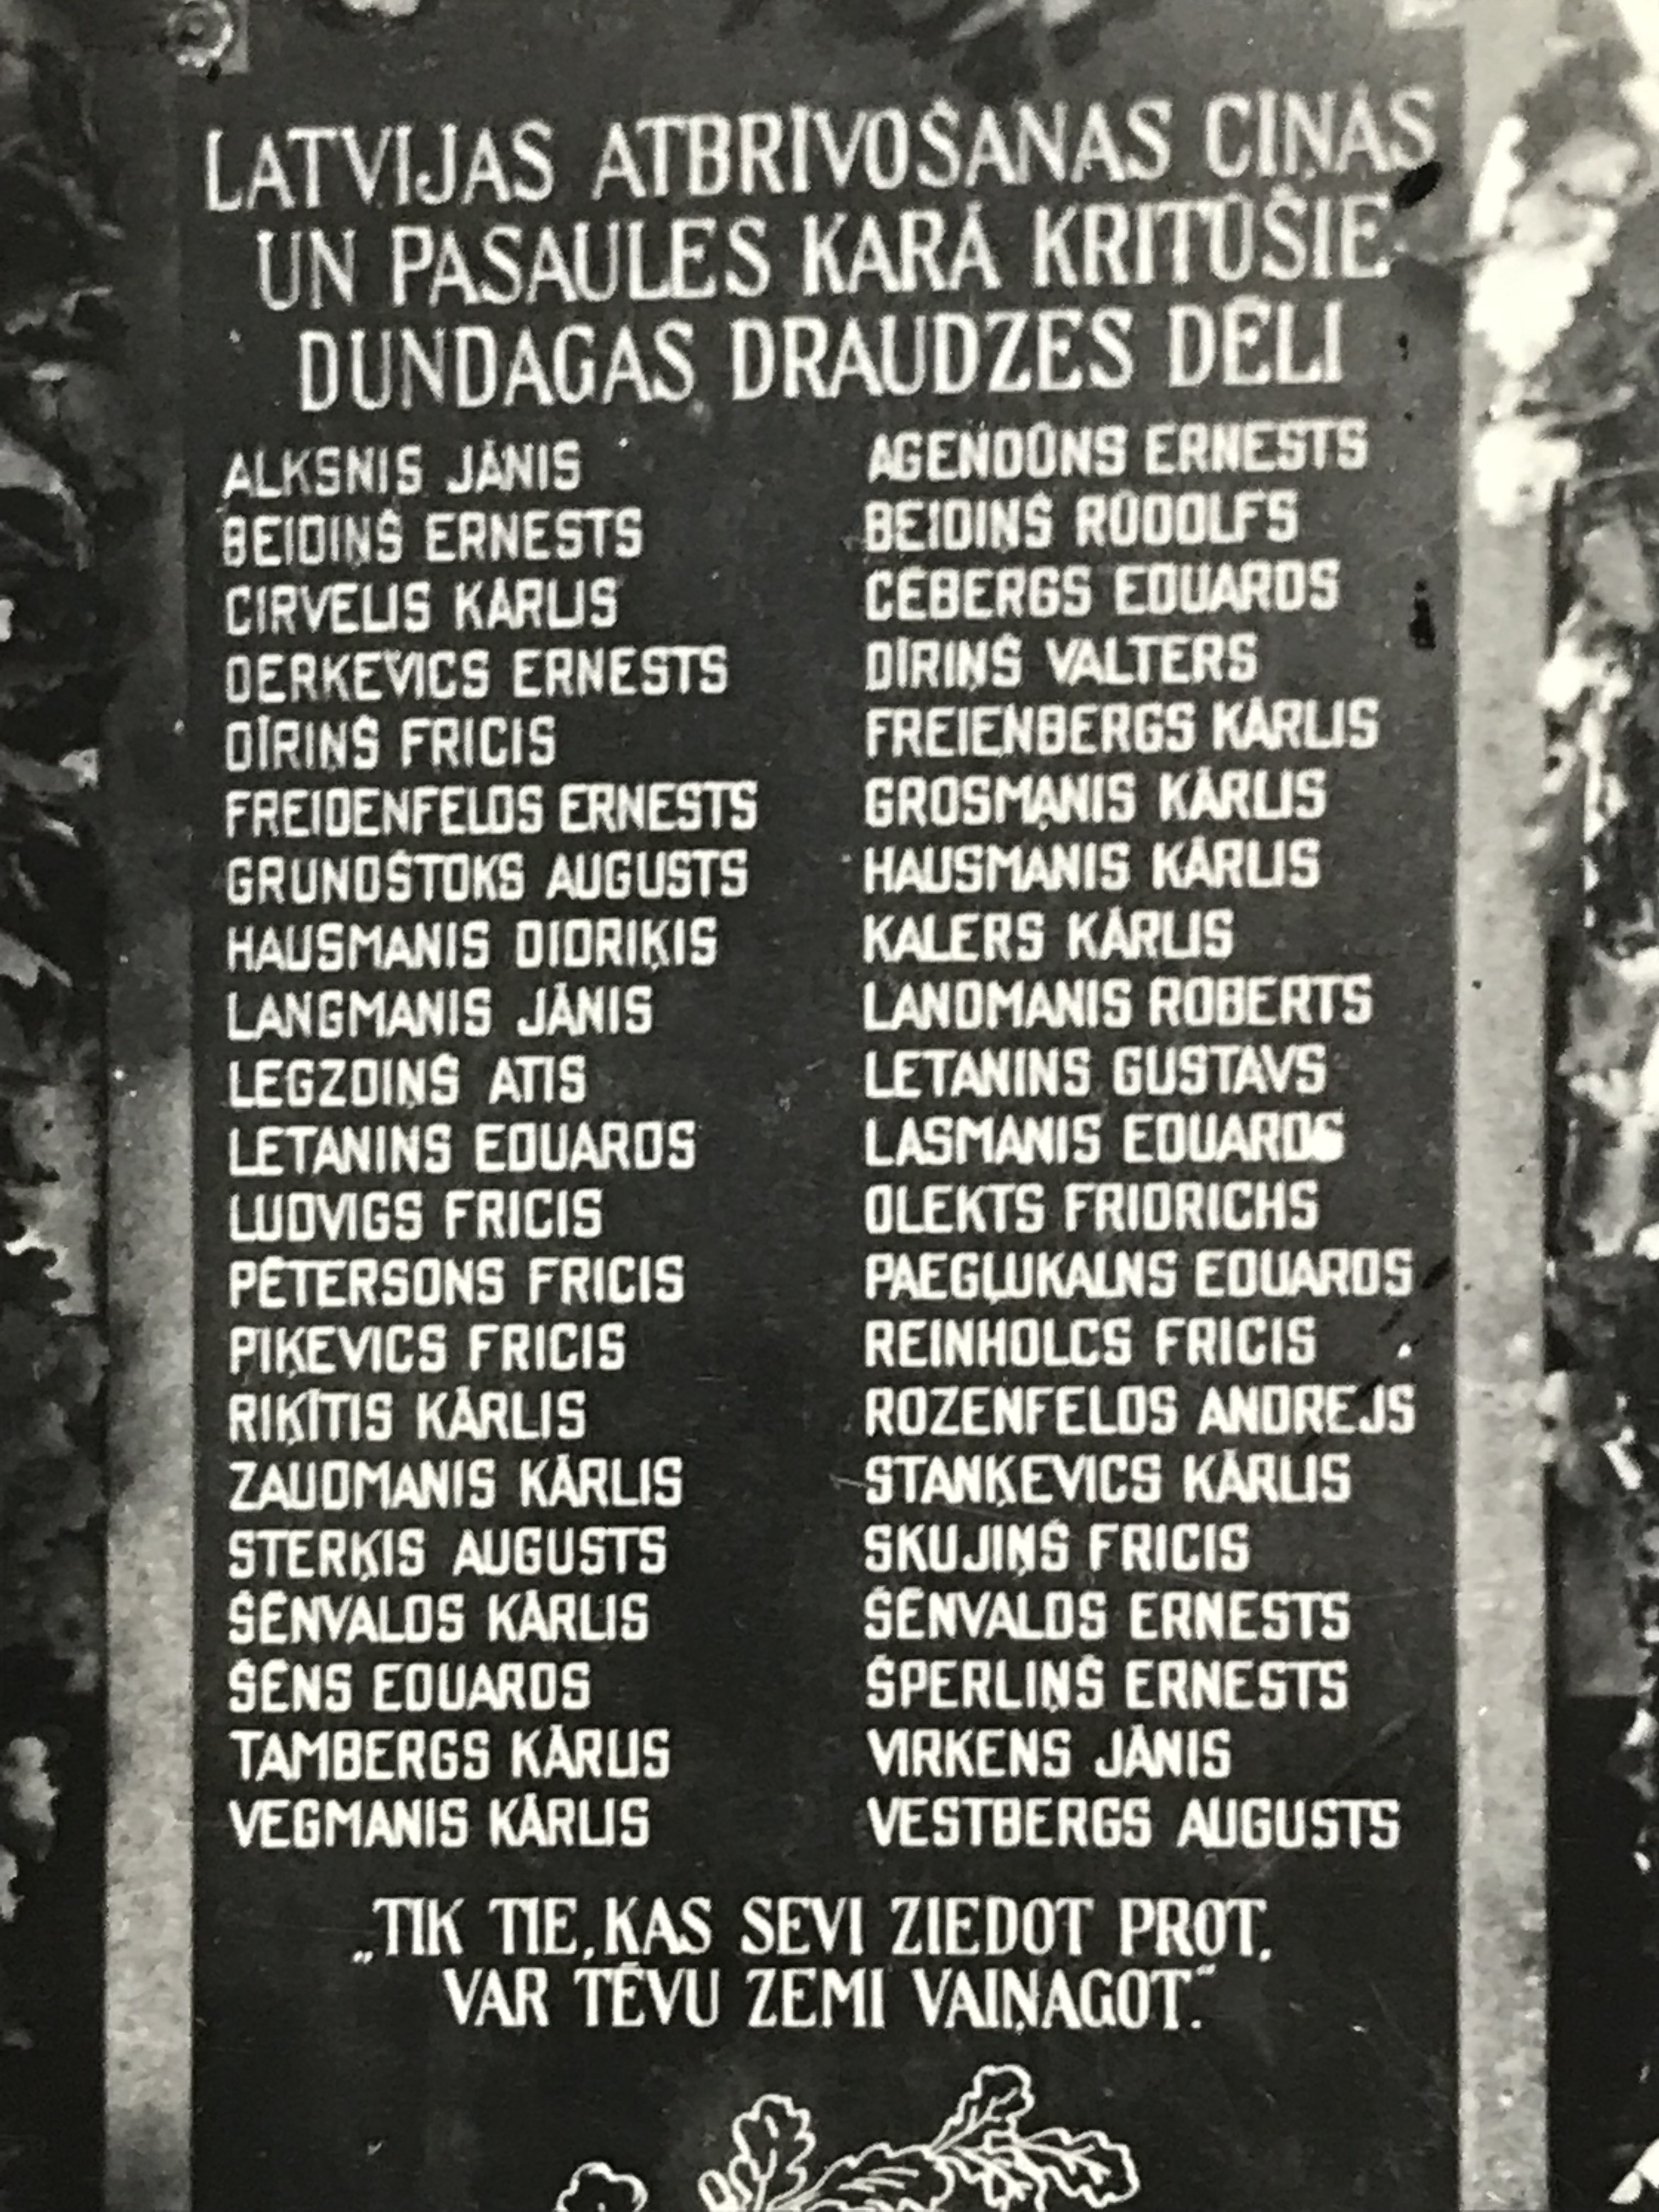 LATVIJAS ATBRĪVOŠANAS CIŅĀS
UN PASAULES KARĀ KRITUŠIE
DUNDAGAS DRAUDZES DĒLI
ALKSNIS JĀNIS
BEIDIŅŠ ERNESTS
CIRVELIS KĀRLIS
DERKEVICS ERNESTS
DĪRIŅŠ FRICIS
FREIDENFELDS ERNESTS
GRUNDŠTOKS AUGUSTS
HAUSMANIS DIDRIĶIS
LANGMANIS JĀNIS
LEGZDIŅŠ ATIS
LETANINS EDUARDS
LUDVIGS FRICIS
PĒTERSONS FRICIS
PIĶEVICS FRICIS
RIĶĪTIS KĀRLIS
ZAUDMANIS KĀRLIS
STERĶIS AUGUSTS
ŠĒNVALDS KĀRLIS
ŠĒNS EDUARDS
TAMBERGS KĀRLIS
VEGMANIS KĀRLIS
AGENDŪNS ERNESTS
BEIDIŅŠ RŪDOLFS
CĒBERGS EDUARDS
DĪRIŅŠ VALTERS
FREIENBERGS KĀRLIS
GROSMANIS KĀRLIS
HAUSMANIS KĀRLIS
KALERS KĀRLIS
LANDMANIS ROBERTS
LETANINS GUSTAVS
LASMANIS EDUARDS
OLEKTS FRIDRICHS
PAEGĻUKALNS EDUARDS
REINHOLCS FRICIS
ROZENFELDS ANDREJS
STANĶEVICS KĀRLIS
SKUJIŅŠ FRICIS
ŠĒNVALDS ERNESTS
ŠPERLIŅŠ ERNESTS
VIRKENS JĀNIS
VESTBERGS AUGUSTS
„TIK TIE, KAS SEVI ZIEDOT PROT,
VAR TĒVU ZEMI VAIŅAGOT."